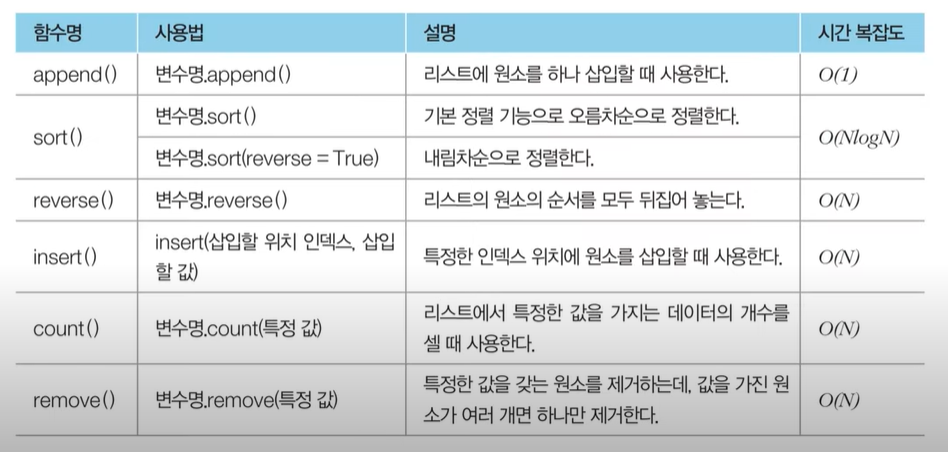 함수명 사용법 설명 시간 복잡도
append() 변수명.append() 리스트에 원소를 하나 삽입할 때 사용한다. O(1)
sort() 변수명.sort() 기본 정렬 기능으로 오름차순으로 정렬한다. O(NlogN)
변수명.sort(reverse = True) 내림차순으로 정렬한다.
reverse() 변수명.reverse() 리스트의 원소의 순서를 모두 뒤집어 놓는다. O(N)
insert() insert(삽입할 위치 인덱스, 삽입
할 값) 특정한 인덱스 위치에 원소를 삽입할 때 사용한다. O(N)
count() 변수명.count(특정 값) 리스트에서 특정한 값을 가지는 데이터의 개수를
셀 때 사용한다. O(N)
remove() 변수명.remove(특정 값) 특정한 값을 갖는 원소를 제거하는데, 값을 가진 원
소가 여러 개면 하나만 제거한다. O(N)